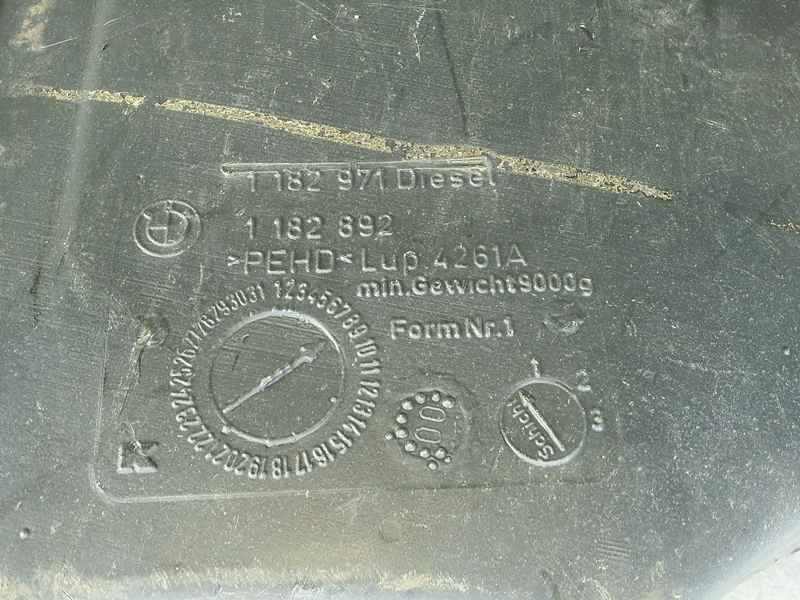 1 182 971 Diesel
1 182 892
>PEHD< Lup. 4261A
min. Gewicht 9000g
Form Nr. 1
1 2 3 4 5 6 7 8 9 10 11 12 13 14 15 16 17 18 19 20 21 22 23 24 25 26 27 28 29 30 31
00
1 2 3
Schicht
K